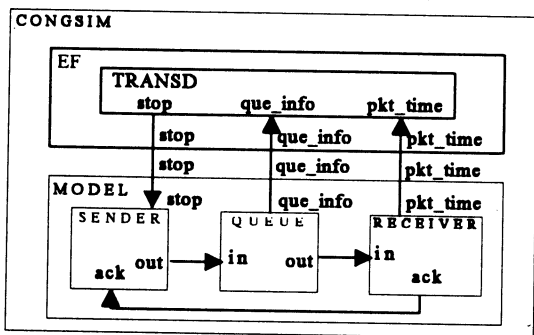 CONGSIM
EF
TRANSD
stop que_info pkt_time
stop que_info pkt_time
stop que_info pkt_time
MODEL
stop que_info pkt_time
SENDER QUEUE RECEIVER
out in out in
ack ack